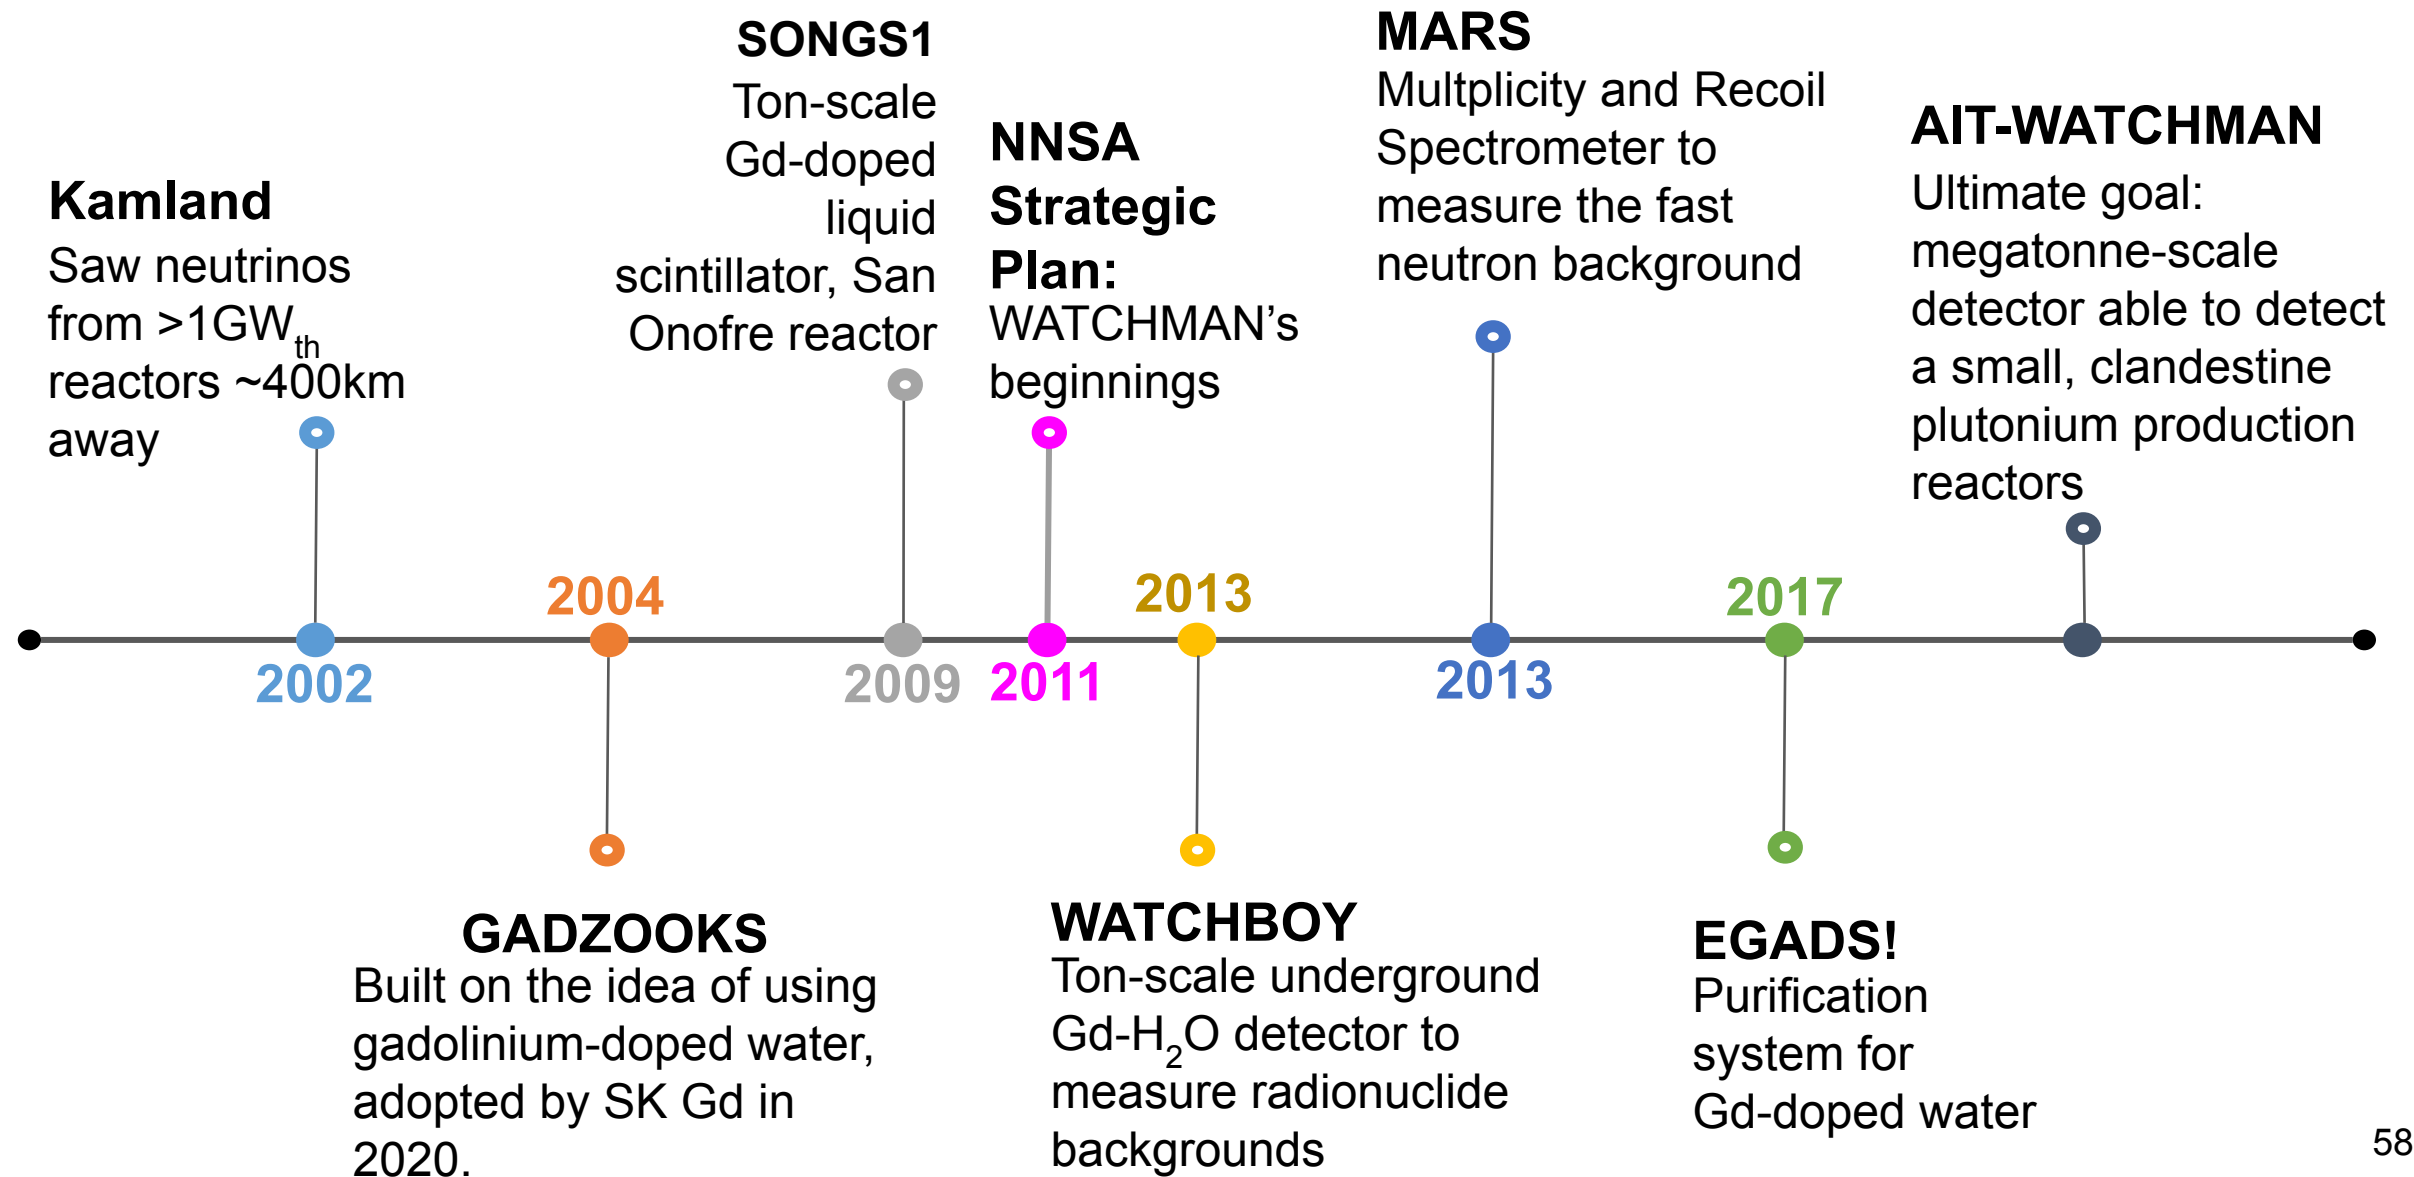 Kamland
Saw neutrinos
from >1GWth
reactors ~400km
away
2002
2004
GADZOOKS
Built on the idea of using
gadolinium-doped water,
adopted by SK Gd in
2020.
SONGS1
Ton-scale
Gd-doped
liquid
scintillator, San
Onofre reactor
2009
NNSA
Strategic
Plan:
WATCHMAN’s
beginnings
2011
2013
WATCHBOY
Ton-scale underground
Gd-H2O detector to
measure radionuclide
backgrounds
MARS
Multplicity and Recoil
Spectrometer to
measure the fast
neutron background
2013
2017
EGADS!
Purification
system for
Gd-doped water
AIT-WATCHMAN
Ultimate goal:
megatonne-scale
detector able to detect
a small, clandestine
plutonium production
reactors
58